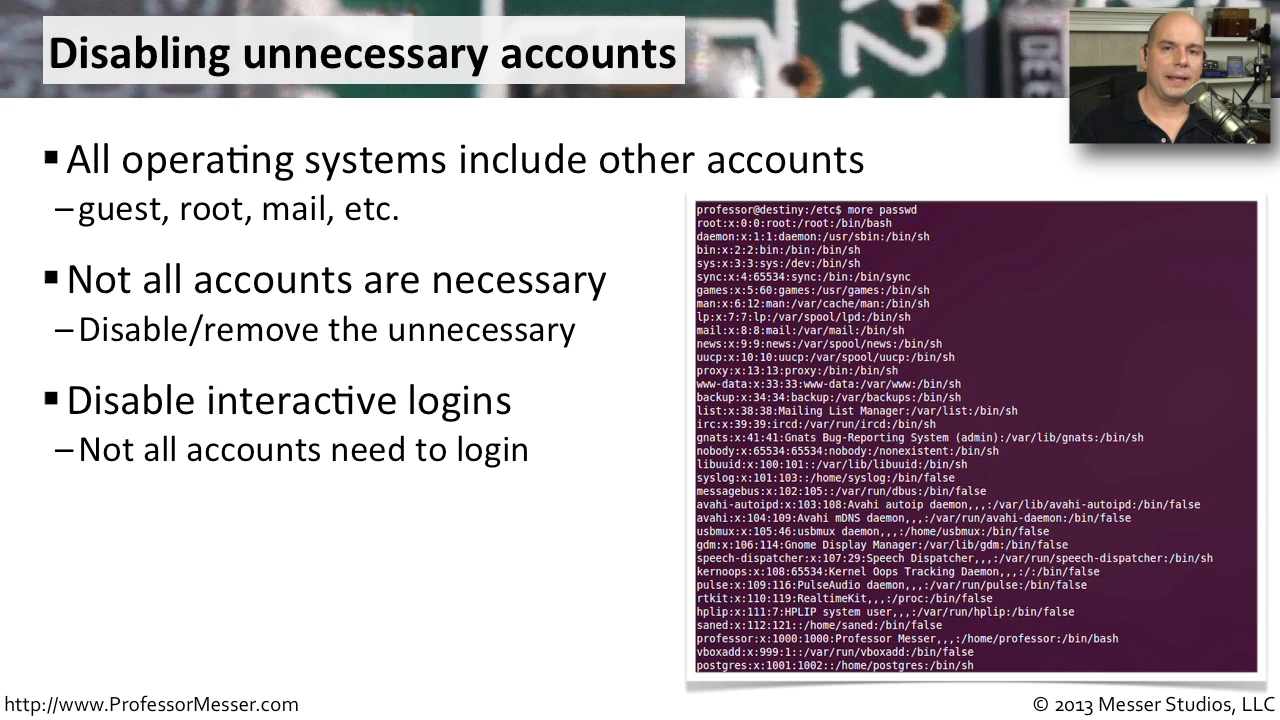 Disabling unnecessary accounts
▪ All operating systems include other accounts
– guest, root, mail, etc.
▪ Not all accounts are necessary
– Disable/remove the unnecessary
▪ Disable interactive logins
– Not all accounts need to login
professor@destiny:/etc$ more passwd
root:x:0:0:root:/root:/bin/bash
daemon:x:1:1:daemon:/usr/sbin:/bin/sh
bin:x:2:2:bin:/bin:/bin/sh
sys:x:3:3:sys:/dev:/bin/sh
sync:x:4:65534:sync:/bin:/bin/sync
games:x:5:60:games:/usr/games:/bin/sh
man:x:6:12:man:/var/cache/man:/bin/sh
lp:x:7:7:lp:/var/spool/lpd:/bin/sh
mail:x:8:8:mail:/var/mail:/bin/sh
news:x:9:9:news:/var/spool/news:/bin/sh
uucp:x:10:10:uucp:/var/spool/uucp:/bin/sh
proxy:x:13:13:proxy:/bin:/bin/sh
www-data:x:33:33:www-data:/var/www:/bin/sh
backup:x:34:34:backup:/var/backups:/bin/sh
list:x:38:38:Mailing List Manager:/var/list:/bin/sh
irc:x:39:39:ircd:/var/run/ircd:/bin/sh
gnats:x:41:41:Gnats Bug-Reporting System (admin):/var/lib/gnats:/bin/sh
nobody:x:65534:65534:nobody:/nonexistent:/bin/sh
libuuid:x:100:101::/var/lib/libuuid:/bin/sh
syslog:x:101:103::/home/syslog:/bin/false
messagebus:x:102:105::/var/run/dbus:/bin/false
avahi-autoipd:x:103:108:Avahi autoip daemon,,,:/var/lib/avahi-autoipd:/bin/false
avahi:x:104:109:Avahi mDNS daemon,,,:/var/run/avahi-daemon:/bin/false
usbmux:x:105:46:usbmux daemon,,,:/home/usbmux:/bin/false
gdm:x:106:114:Gnome Display Manager:/var/lib/gdm:/bin/false
speech-dispatcher:x:107:29:Speech Dispatcher,,,:/var/run/speech-dispatcher:/bin/sh
kernoops:x:108:65534:Kernel Oops Tracking Daemon,,,:/:/bin/false
pulse:x:109:116:PulseAudio daemon,,,:/var/run/pulse:/bin/false
rtkit:x:110:119:RealtimeKit,,,:/proc:/bin/false
hplip:x:111:7:HPLIP system user,,,:/var/run/hplip:/bin/false
saned:x:112:121::/home/saned:/bin/false
professor:x:1000:1000:Professor Messer,,,:/home/professor:/bin/bash
vboxadd:x:999:1::/var/run/vboxadd:/bin/false
postgres:x:1001:1002::/home/postgres:/bin/sh
http://www.ProfessorMesser.com
© 2013 Messer Studios, LLC